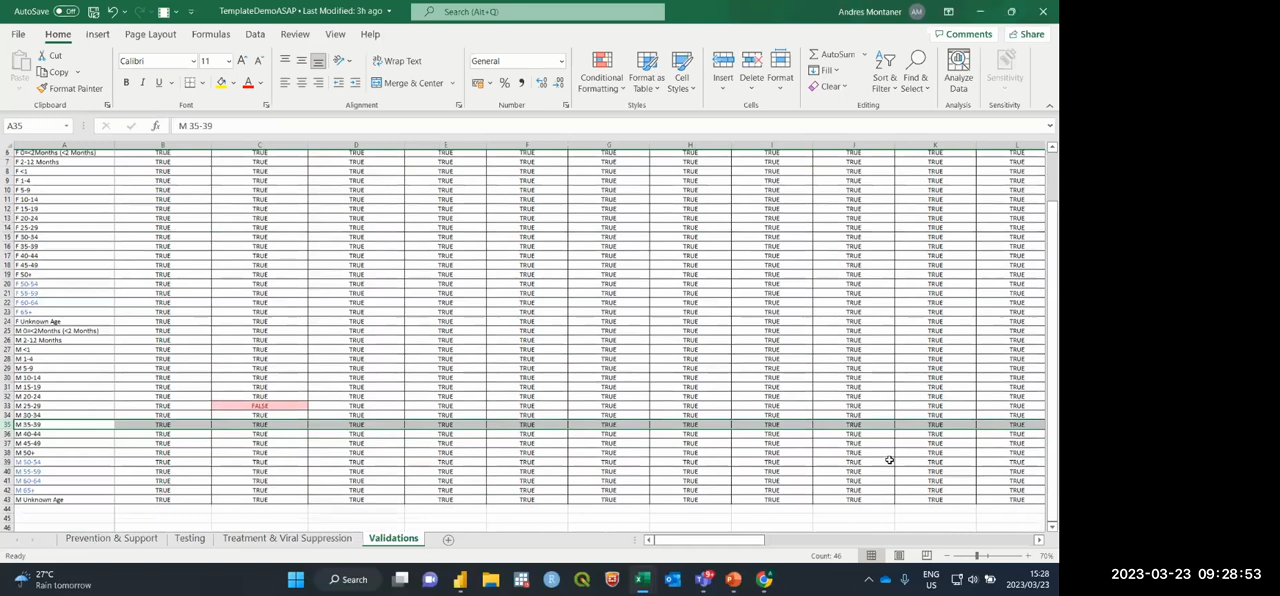 AutoSave Off TemplateDemoASAP • Last Modified: 3h ago Search (Alt+Q) Andres Montaner AM
File Home Insert Page Layout Formulas Data Review View Help Comments Share
Paste Cut Copy Format Painter Calibri 11 Wrap Text Merge & Center General Conditional Formatting Format as Table Cell Styles Insert Delete Format AutoSum Fill Clear Sort & Filter Find & Select Analyze Data Sensitivity
Clipboard Font Alignment Number Styles Cells Editing Analysis Sensitivity
A35 fx M 35-39
A B C D E F G H I J K L
6 F 0=<2Months (<2 Months) TRUE TRUE TRUE TRUE TRUE TRUE TRUE TRUE TRUE TRUE TRUE
7 F 2-12 Months TRUE TRUE TRUE TRUE TRUE TRUE TRUE TRUE TRUE TRUE TRUE
8 F <1 TRUE TRUE TRUE TRUE TRUE TRUE TRUE TRUE TRUE TRUE TRUE
9 F 1-4 TRUE TRUE TRUE TRUE TRUE TRUE TRUE TRUE TRUE TRUE TRUE
10 F 5-9 TRUE TRUE TRUE TRUE TRUE TRUE TRUE TRUE TRUE TRUE TRUE
11 F 10-14 TRUE TRUE TRUE TRUE TRUE TRUE TRUE TRUE TRUE TRUE TRUE
12 F 15-19 TRUE TRUE TRUE TRUE TRUE TRUE TRUE TRUE TRUE TRUE TRUE
13 F 20-24 TRUE TRUE TRUE TRUE TRUE TRUE TRUE TRUE TRUE TRUE TRUE
14 F 25-29 TRUE TRUE TRUE TRUE TRUE TRUE TRUE TRUE TRUE TRUE TRUE
15 F 30-34 TRUE TRUE TRUE TRUE TRUE TRUE TRUE TRUE TRUE TRUE TRUE
16 F 35-39 TRUE TRUE TRUE TRUE TRUE TRUE TRUE TRUE TRUE TRUE TRUE
17 F 40-44 TRUE TRUE TRUE TRUE TRUE TRUE TRUE TRUE TRUE TRUE TRUE
18 F 45-49 TRUE TRUE TRUE TRUE TRUE TRUE TRUE TRUE TRUE TRUE TRUE
19 F 50+ TRUE TRUE TRUE TRUE TRUE TRUE TRUE TRUE TRUE TRUE TRUE
20 F 50-54 TRUE TRUE TRUE TRUE TRUE TRUE TRUE TRUE TRUE TRUE TRUE
21 F 55-59 TRUE TRUE TRUE TRUE TRUE TRUE TRUE TRUE TRUE TRUE TRUE
22 F 60-64 TRUE TRUE TRUE TRUE TRUE TRUE TRUE TRUE TRUE TRUE TRUE
23 F 65+ TRUE TRUE TRUE TRUE TRUE TRUE TRUE TRUE TRUE TRUE TRUE
24 F Unknown Age TRUE TRUE TRUE TRUE TRUE TRUE TRUE TRUE TRUE TRUE TRUE
25 M 0=<2Months (<2 Months) TRUE TRUE TRUE TRUE TRUE TRUE TRUE TRUE TRUE TRUE TRUE
26 M 2-12 Months TRUE TRUE TRUE TRUE TRUE TRUE TRUE TRUE TRUE TRUE TRUE
27 M <1 TRUE TRUE TRUE TRUE TRUE TRUE TRUE TRUE TRUE TRUE TRUE
28 M 1-4 TRUE TRUE TRUE TRUE TRUE TRUE TRUE TRUE TRUE TRUE TRUE
29 M 5-9 TRUE TRUE TRUE TRUE TRUE TRUE TRUE TRUE TRUE TRUE TRUE
30 M 10-14 TRUE TRUE TRUE TRUE TRUE TRUE TRUE TRUE TRUE TRUE TRUE
31 M 15-19 TRUE TRUE TRUE TRUE TRUE TRUE TRUE TRUE TRUE TRUE TRUE
32 M 20-24 TRUE TRUE TRUE TRUE TRUE TRUE TRUE TRUE TRUE TRUE TRUE
33 M 25-29 TRUE FALSE TRUE TRUE TRUE TRUE TRUE TRUE TRUE TRUE TRUE
34 M 30-34 TRUE TRUE TRUE TRUE TRUE TRUE TRUE TRUE TRUE TRUE TRUE
35 M 35-39 TRUE TRUE TRUE TRUE TRUE TRUE TRUE TRUE TRUE TRUE TRUE
36 M 40-44 TRUE TRUE TRUE TRUE TRUE TRUE TRUE TRUE TRUE TRUE TRUE
37 M 45-49 TRUE TRUE TRUE TRUE TRUE TRUE TRUE TRUE TRUE TRUE TRUE
38 M 50+ TRUE TRUE TRUE TRUE TRUE TRUE TRUE TRUE TRUE TRUE TRUE
39 M 50-54 TRUE TRUE TRUE TRUE TRUE TRUE TRUE TRUE TRUE TRUE TRUE
40 M 55-59 TRUE TRUE TRUE TRUE TRUE TRUE TRUE TRUE TRUE TRUE TRUE
41 M 60-64 TRUE TRUE TRUE TRUE TRUE TRUE TRUE TRUE TRUE TRUE TRUE
42 M 65+ TRUE TRUE TRUE TRUE TRUE TRUE TRUE TRUE TRUE TRUE TRUE
43 M Unknown Age TRUE TRUE TRUE TRUE TRUE TRUE TRUE TRUE TRUE TRUE TRUE
44
45
46
Prevention & Support Testing Treatment & Viral Suppression Validations
Ready Count: 46 70%
27°C Rain tomorrow Search ENG US 15:28 2023/03/23
2023-03-23 09:28:53